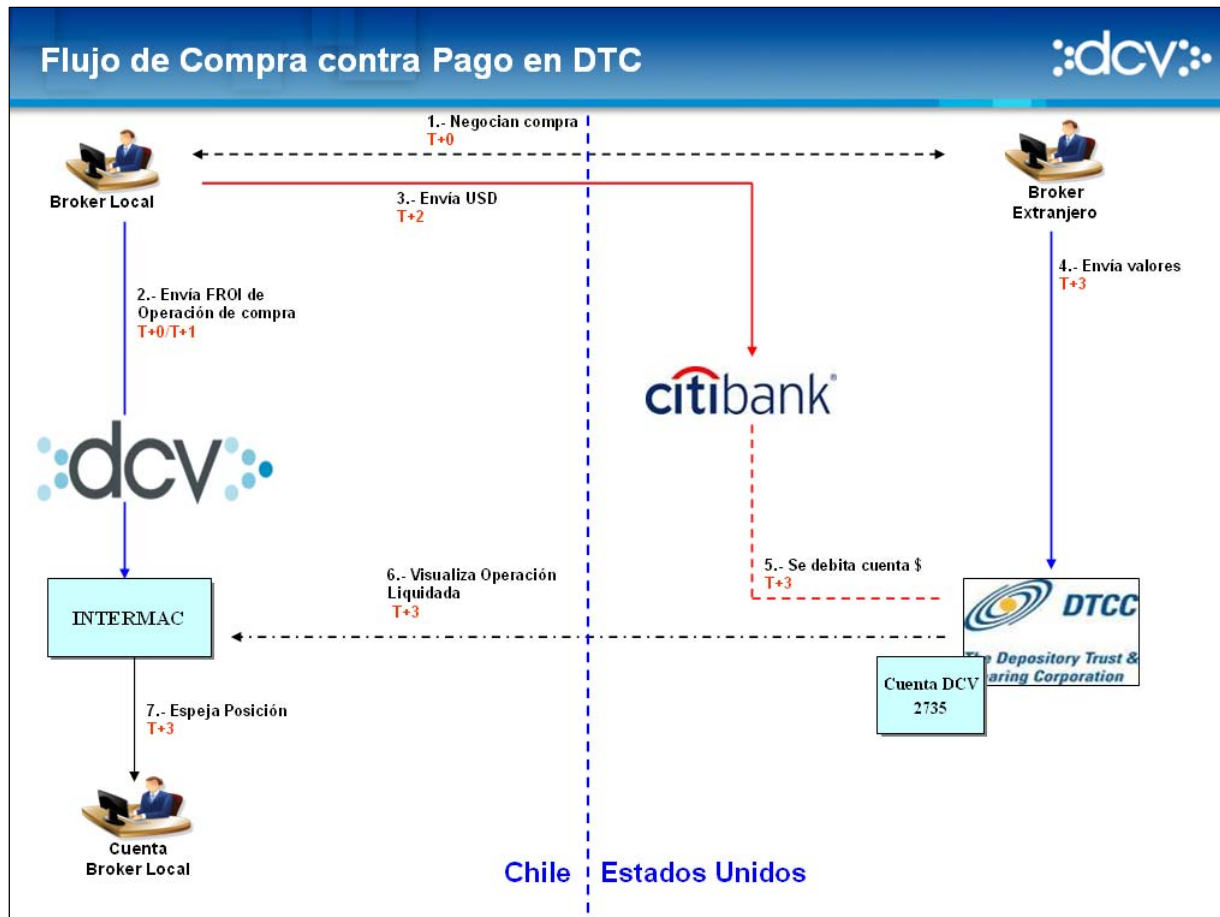 Flujo de Compra contra Pago en DTC
dcv
1.- Negocian compra
T+0
Broker Local
3.- Envía USD
T+2
Broker
Extranjero
2.- Envía FROI de
Operación de compra
T+0/T+1
4.- Envía valores
T+3
citibank®
dcv
5.- Se debita cuenta $
T+3
6.- Visualiza Operación
Liquidada
T+3
INTERMAC
DTCC
The Depository Trust &
Clearing Corporation
Cuenta DCV
2735
7.- Espeja Posición
T+3
Cuenta
Broker Local
Chile
Estados Unidos